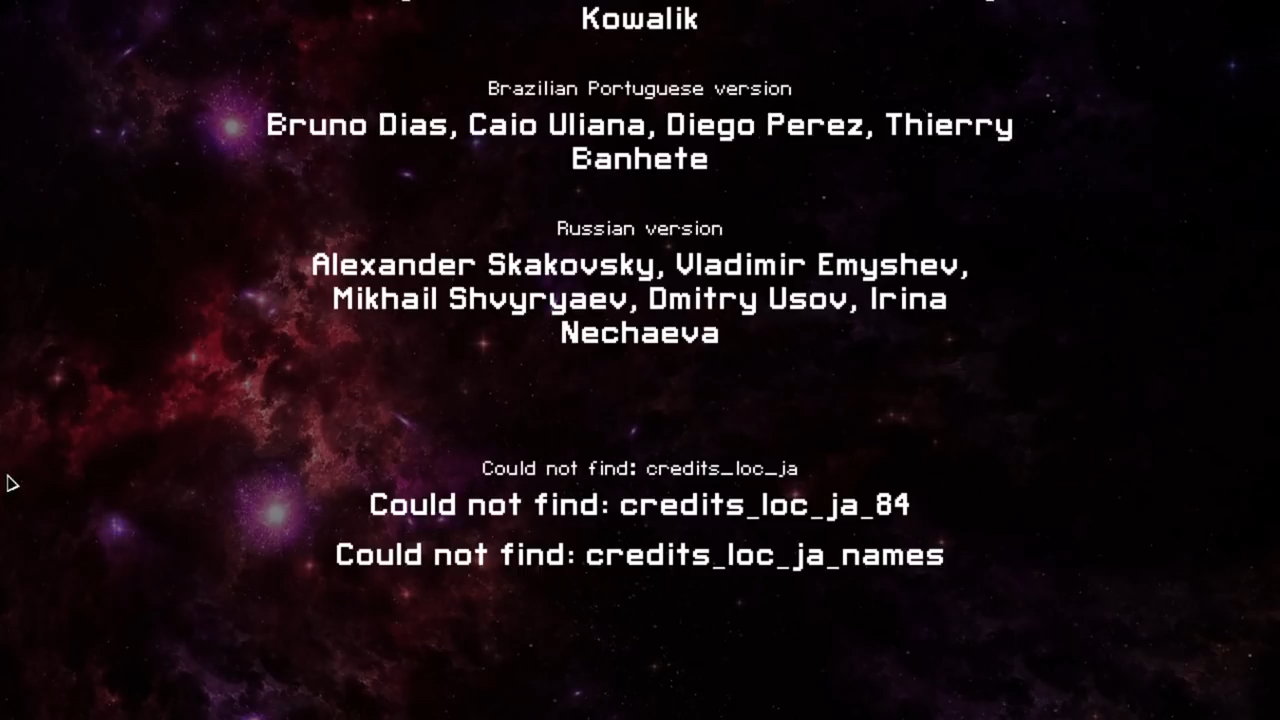 Kowalik
Brazilian Portuguese version
Bruno Dias, Caio Uliana, Diego Perez, Thierry
Banhete
Russian version
Alexander Skakovsky, Vladimir Emyshev,
Mikhail Shvyryaev, Dmitry Usov, Irina
Nechaeva
Could not find: credits_loc_ja
Could not find: credits_loc_ja_84
Could not find: credits_loc_ja_names